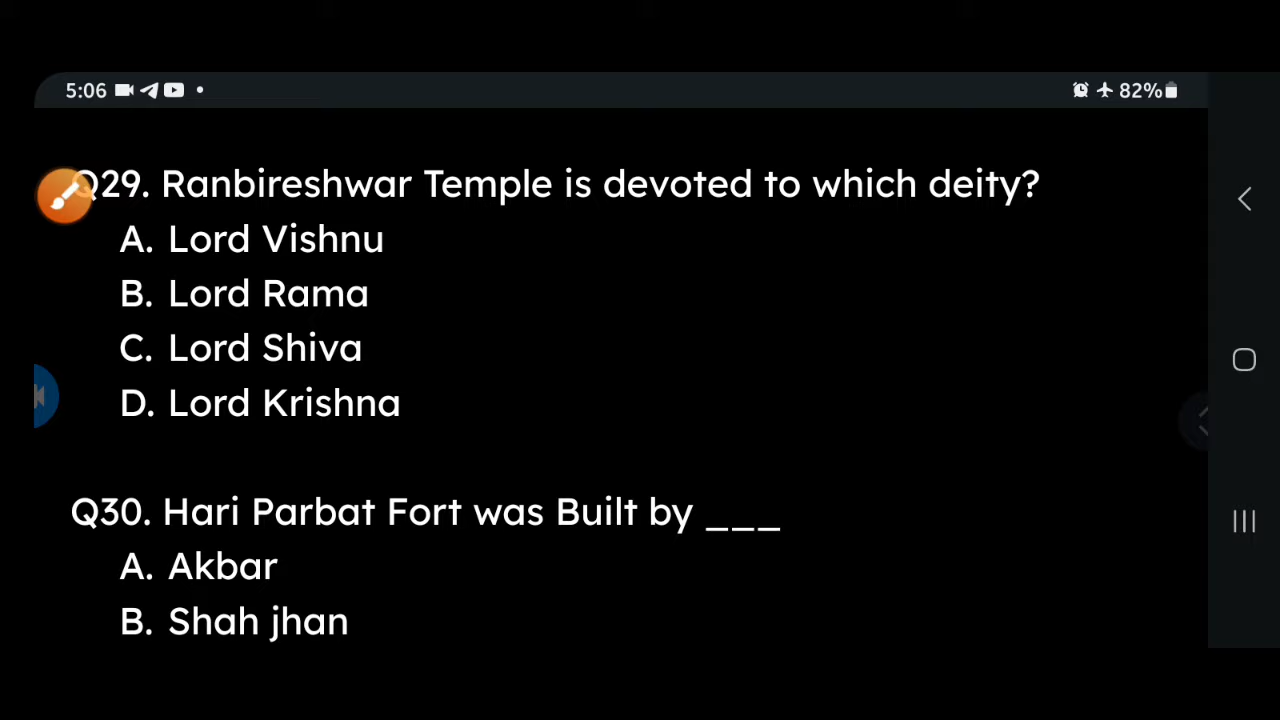 5:06 82%
Q29. Ranbireshwar Temple is devoted to which deity?
A. Lord Vishnu
B. Lord Rama
C. Lord Shiva
D. Lord Krishna
Q30. Hari Parbat Fort was Built by ___
A. Akbar
B. Shah jhan